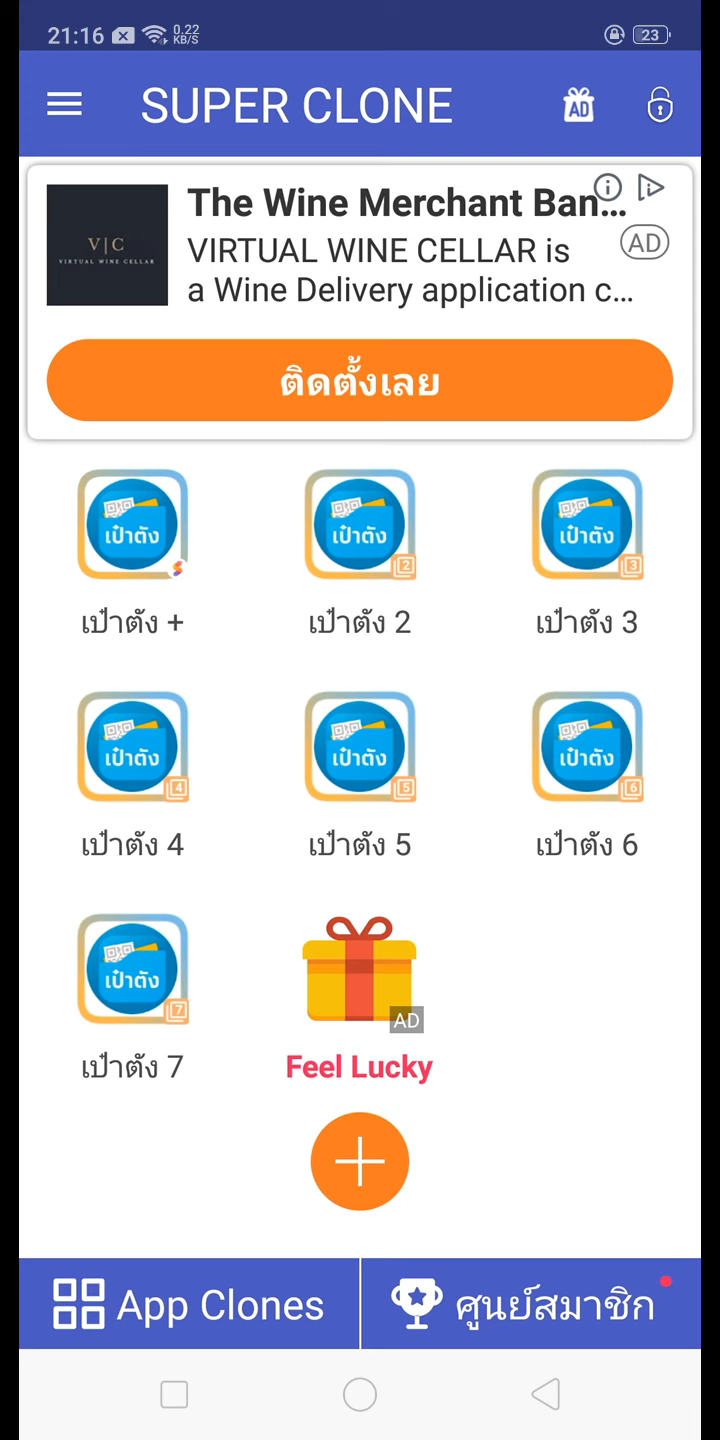 21:16 0.22 KB/S 23
SUPER CLONE AD
The Wine Merchant Ban...
VIRTUAL WINE CELLAR is
a Wine Delivery application c...
AD
V|C
VIRTUAL WINE CELLAR
ติดตั้งเลย
เป๋าตัง เป๋าตัง 2 เป๋าตัง 3
เป๋าตัง + เป๋าตัง 2 เป๋าตัง 3
เป๋าตัง 4 เป๋าตัง 5 เป๋าตัง 6
เป๋าตัง 4 เป๋าตัง 5 เป๋าตัง 6
เป๋าตัง 7 AD
เป๋าตัง 7 Feel Lucky
App Clones ศูนย์สมาชิก